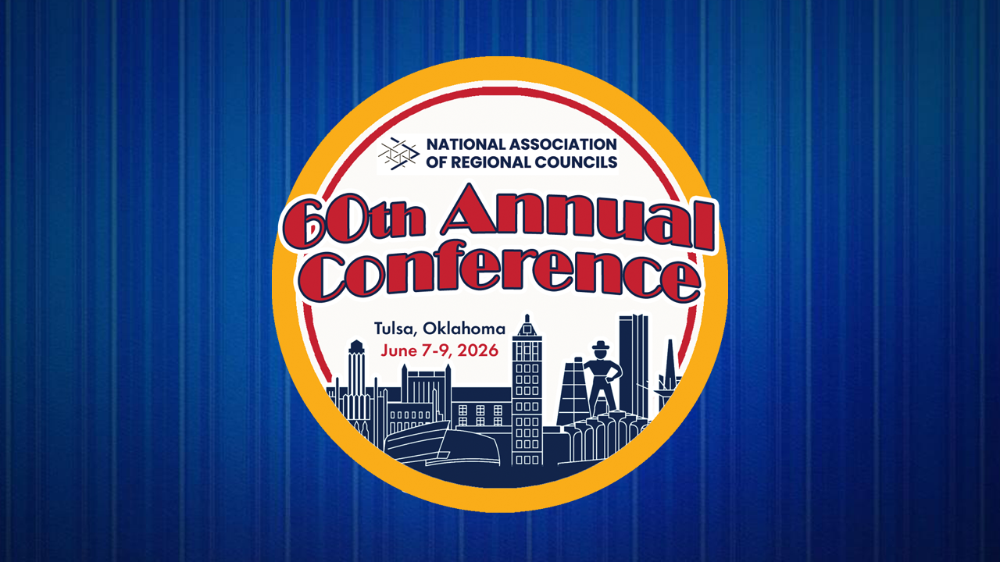 NATIONAL ASSOCIATION
OF REGIONAL COUNCILS
60th Annual
Conference
Tulsa, Oklahoma
June 7-9, 2026